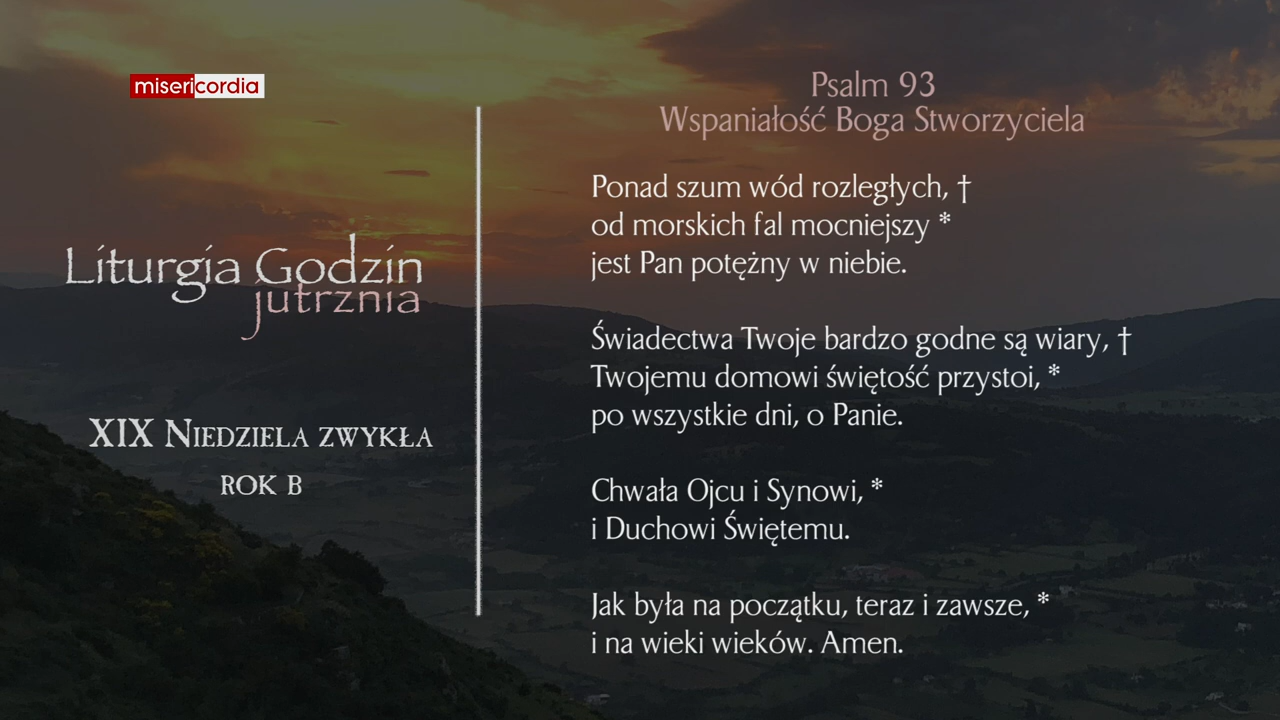 misericordia
Liturgia Godzin
jutrznia
XIX Niedziela zwykła
rok B
Psalm 93
Wspaniałość Boga Stworzyciela
Ponad szum wód rozległych, †
od morskich fal mocniejszy *
jest Pan potężny w niebie.
Świadectwa Twoje bardzo godne są wiary, †
Twojemu domowi świętość przystoi, *
po wszystkie dni, o Panie.
Chwała Ojcu i Synowi, *
i Duchowi Świętemu.
Jak była na początku, teraz i zawsze, *
i na wieki wieków. Amen.